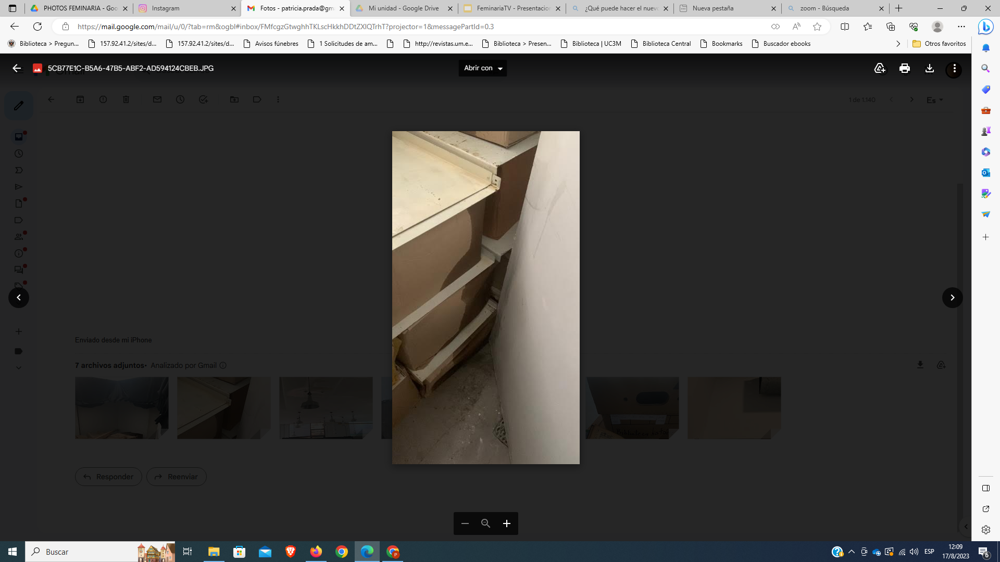 PHOTOS FEMINARIA - Goo
Instagram
Fotos - patricia.prada@gm
Mi unidad - Google Drive
FeminariaTV - Presentacion
¿Qué puede hacer el nuevo
Nueva pestaña
zoom - Búsqueda
https://mail.google.com/mail/u/0/?tab=rm&ogbl#inbox/FMfcgzGtwghhTKLscHkkhDDtZXlQTrhT?projector=1&messagePartId=0.3
Biblioteca > Pregun...
157.92.41.2/sites/d...
157.92.41.2/sites/d...
Avisos fúnebres
1 Solicitudes de am...
http://revistas.um.e...
Biblioteca > Presen...
Biblioteca | UC3M
Biblioteca Central
Bookmarks
Buscador ebooks
Otros favoritos
5CB77E1C-B5A6-47B5-ABF2-AD594124CBEB.JPG
Abrir con
Gmail
1 de 1.140
Es
Enviado desde mi iPhone
7 archivos adjuntos• Analizado por Gmail
Responder
Reenviar
Buscar
ESP
12:09
17/8/2023
6